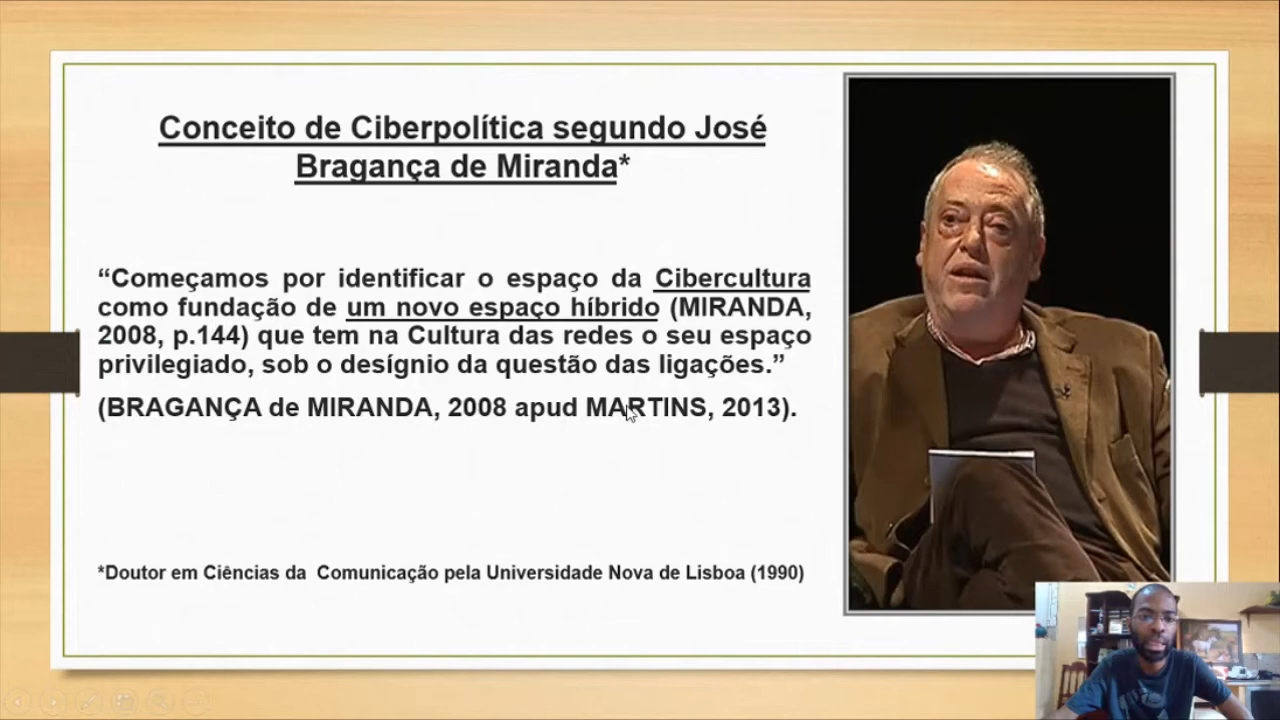 Conceito de Ciberpolítica segundo José
Bragança de Miranda*
“Começamos por identificar o espaço da Cibercultura
como fundação de um novo espaço híbrido (MIRANDA,
2008, p.144) que tem na Cultura das redes o seu espaço
privilegiado, sob o desígnio da questão das ligações.”
(BRAGANÇA de MIRANDA, 2008 apud MARTINS, 2013).
*Doutor em Ciências da  Comunicação pela Universidade Nova de Lisboa (1990)